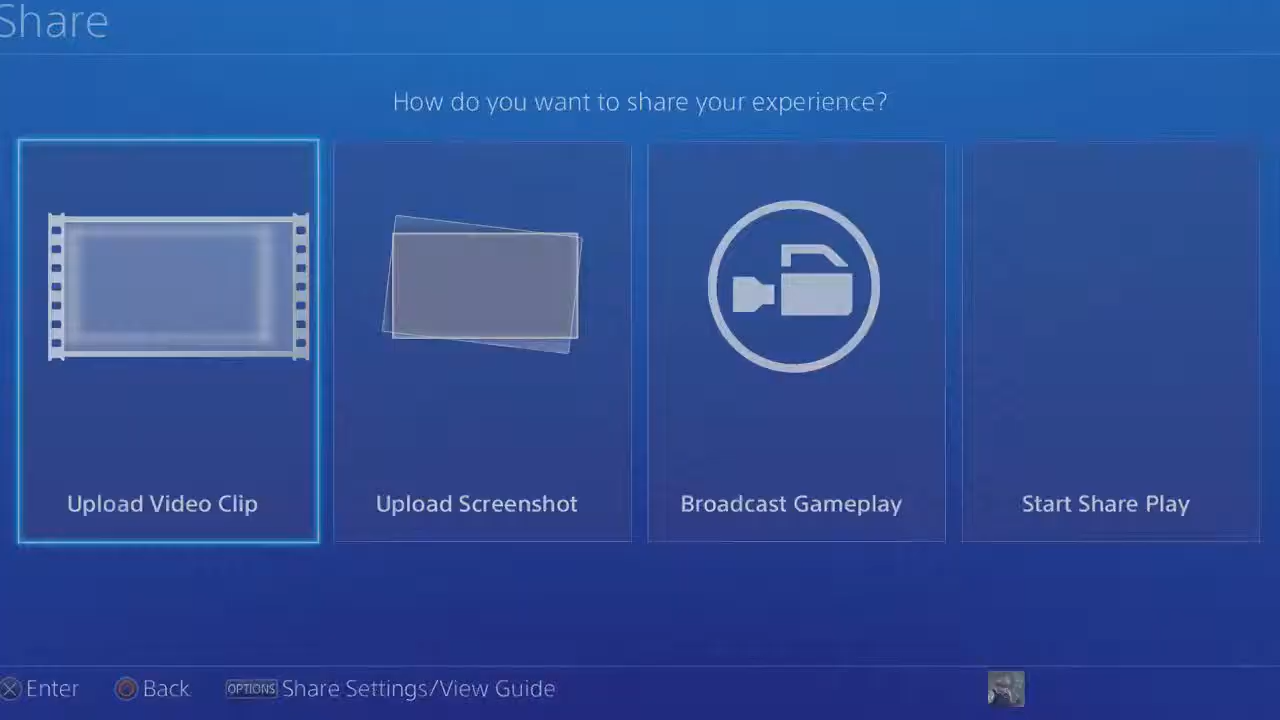 Share
How do you want to share your experience?
Upload Video Clip
Upload Screenshot
Broadcast Gameplay
Start Share Play
Enter
Back
OPTIONS Share Settings/View Guide